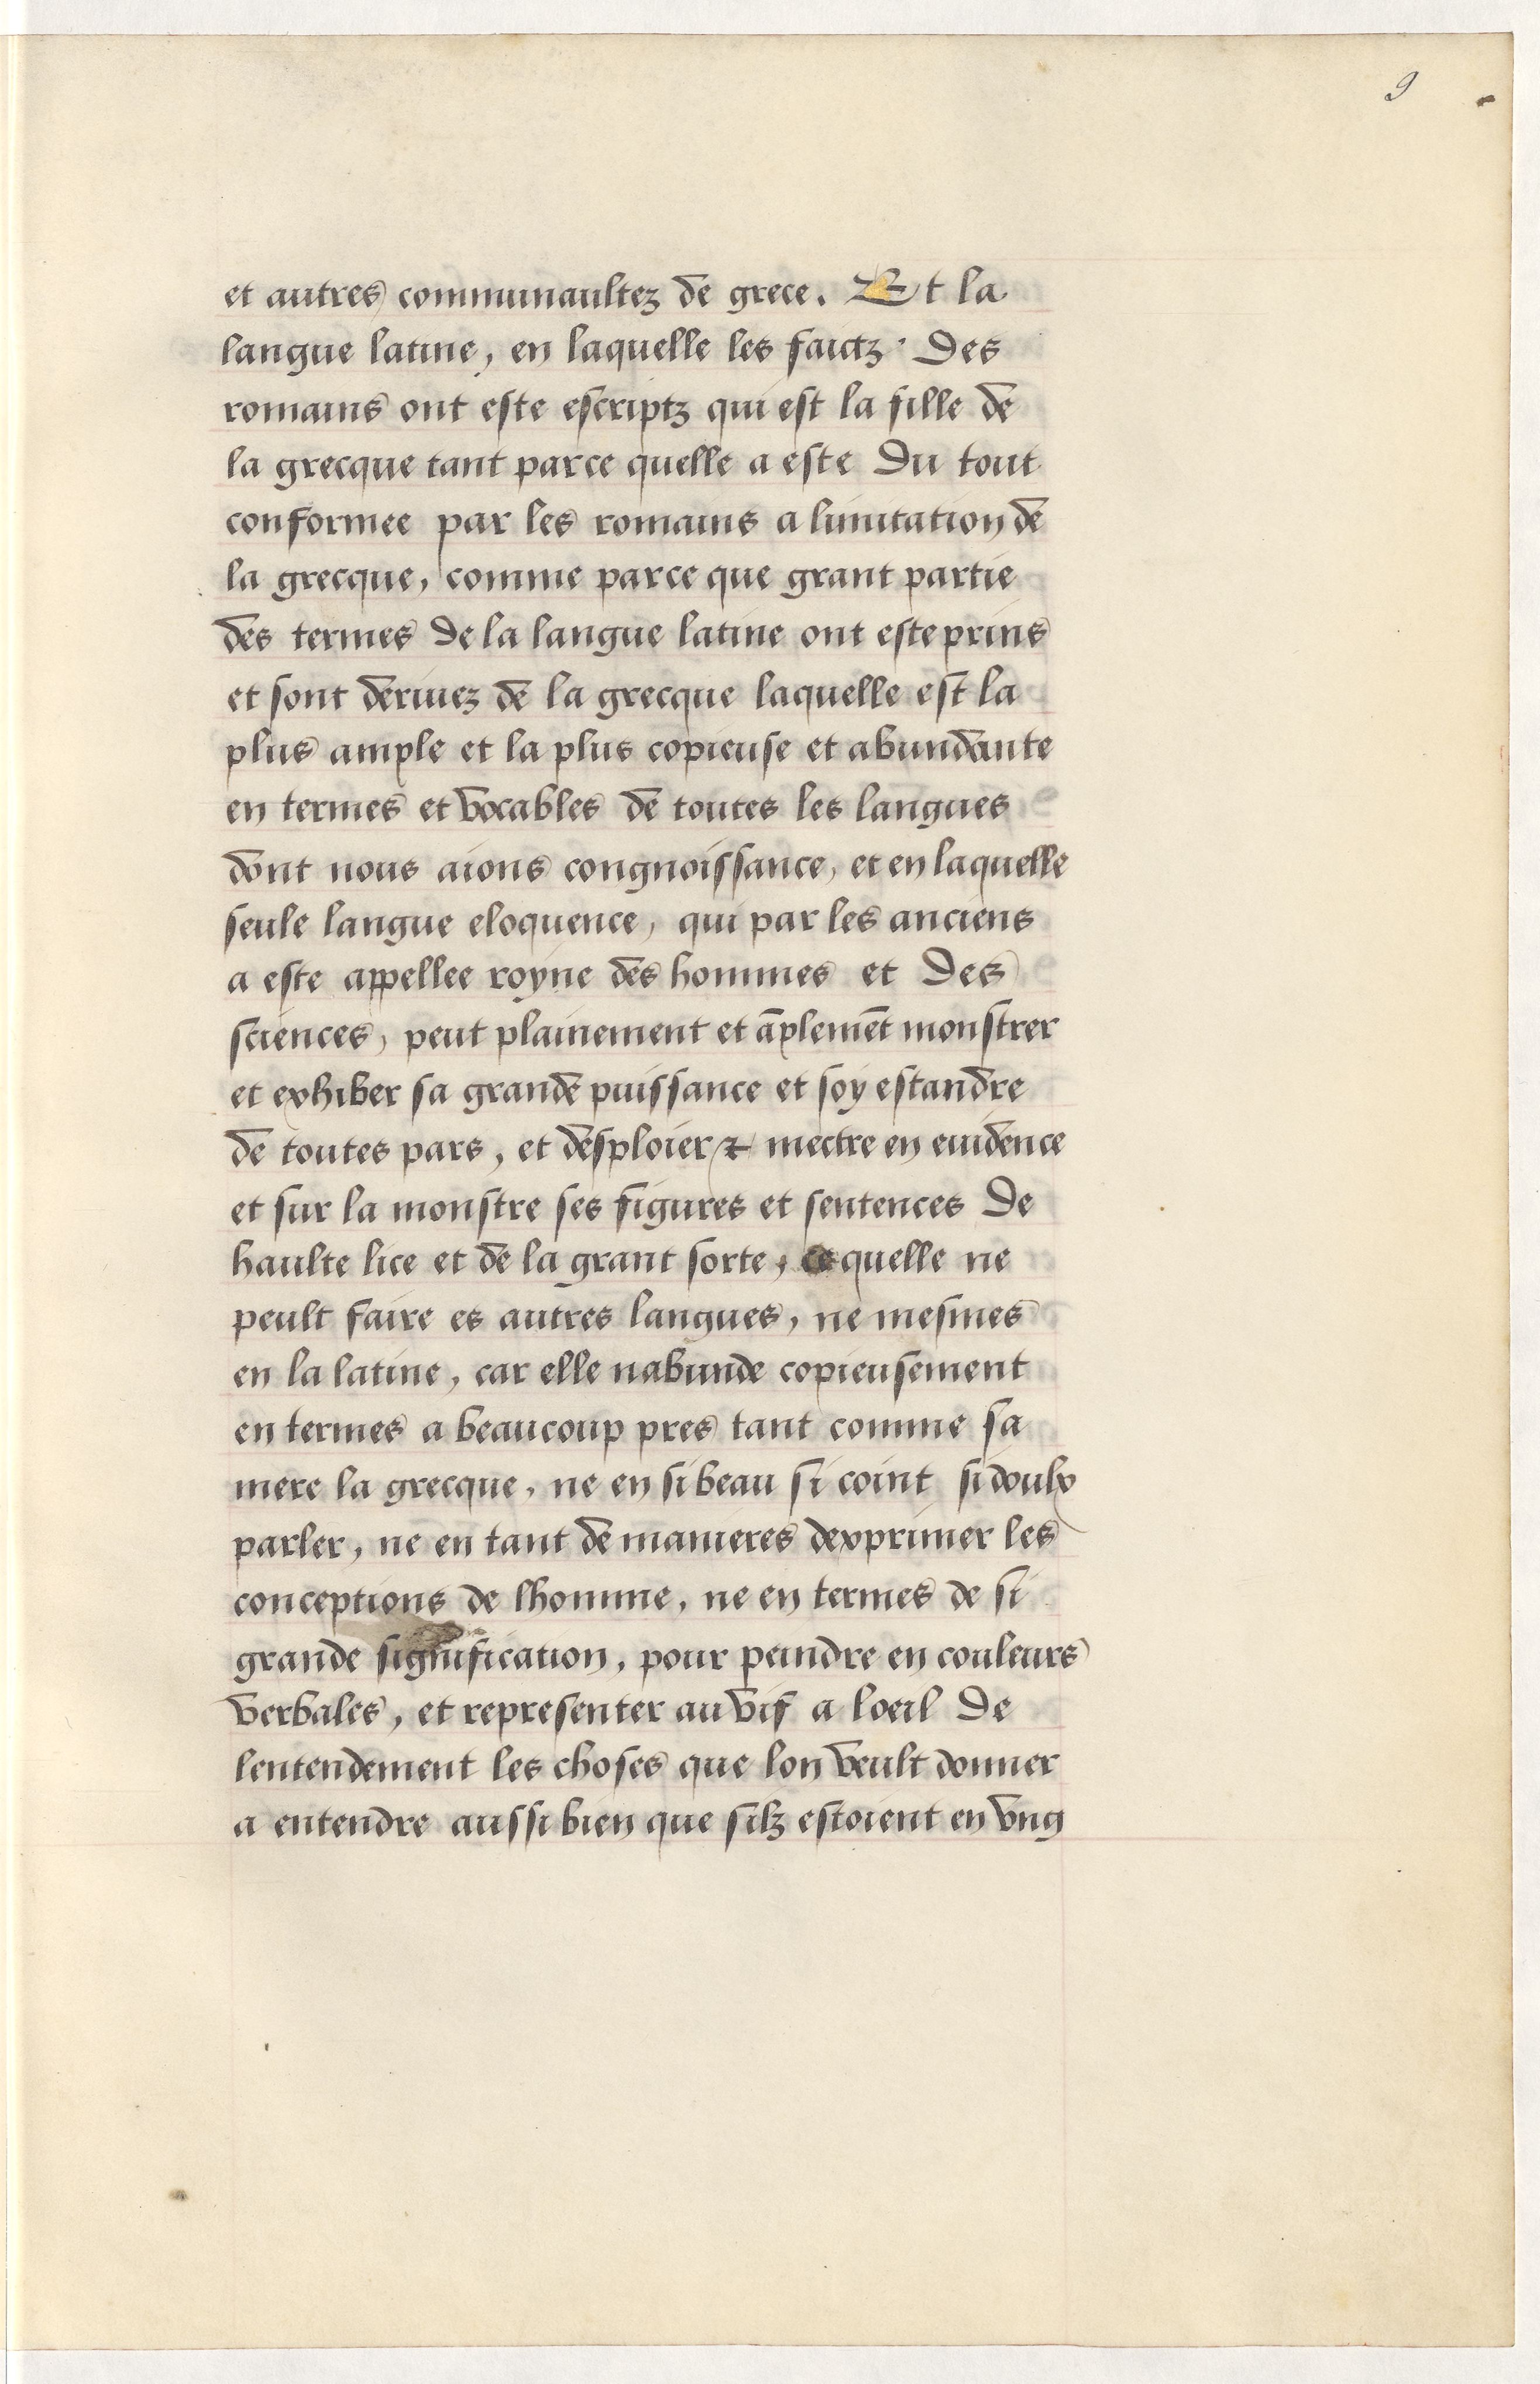 9
et autres communaultez de grece. Et la
langue latine, en laquelle les faictz des
romains ont este escriptz qui est la fille de
la grecque tant parce quelle a este du tout
conformee par les romains a limitation de
la grecque, comme parce que grant partie
des termes de la langue latine ont este prins
et sont deriuez de la grecque laquelle est la
plus ample et la plus copieuse et abundante
en termes et vocables de toutes les langues
dont nous aions congnoissance, et en laquelle
seule langue eloquence, qui par les anciens
a este appellee royne des hommes et des
sciences, peut plainement et āplemēt monstrer
et exhiber sa grande puissance et soy estandre
de toutes pars, et desploier & mectre en euidence
et sur la monstre ses figures et sentences de
haulte lice et de la grant sorte, ce quelle ne
peult faire es autres langues, ne mesmes
en la latine, car elle nabunde copieusement
en termes a beaucoup pres tant comme sa
mere la grecque, ne en si beau si coint si doulx
parler, ne en tant de manieres dexprimer les
conceptions de lhomme, ne en termes de si
grande signification, pour peindre en couleurs
verbales, et representer au vif a loeil de
lentendement les choses que lon veult donner
a entendre aussi bien que silz estoient en vng